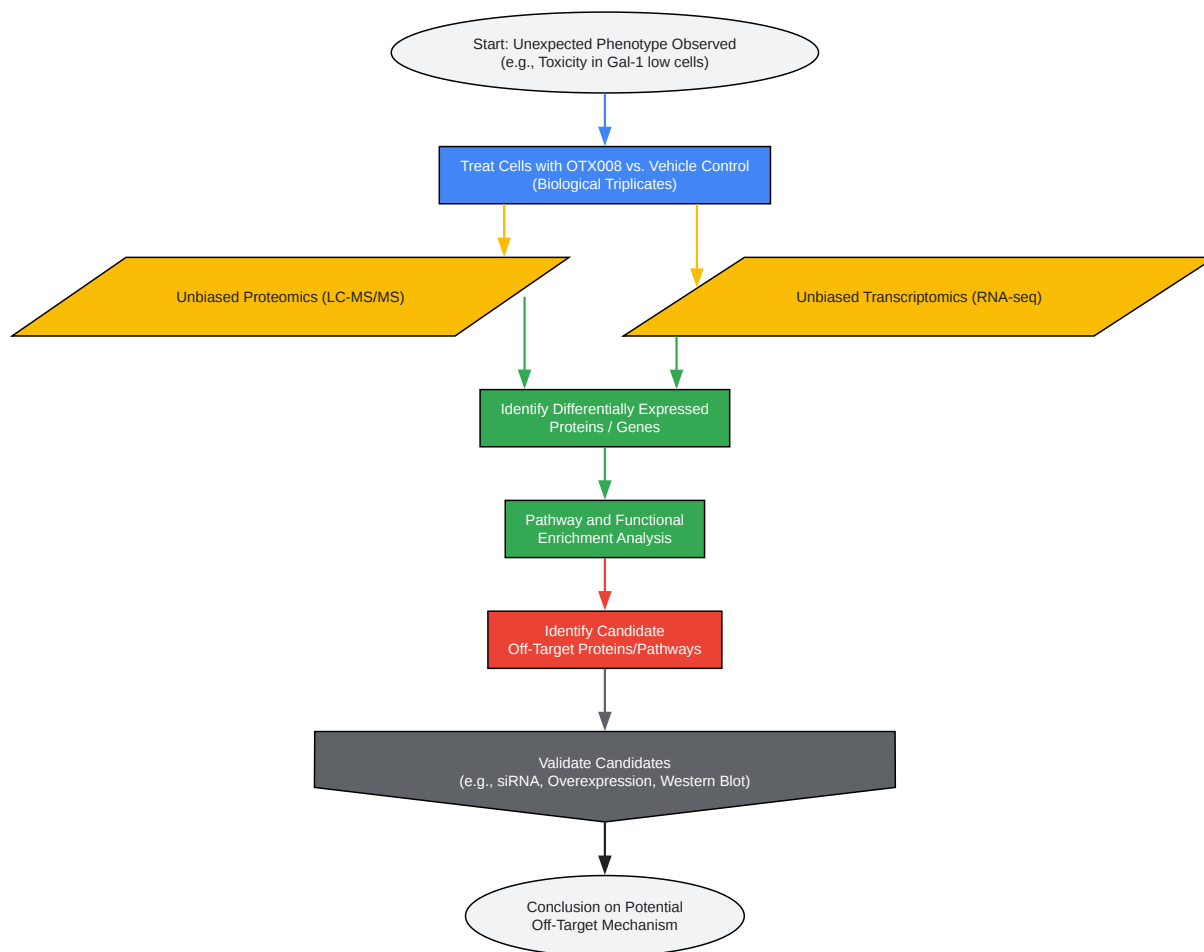 Start: Unexpected Phenotype Observed
(e.g., Toxicity in Gal-1 low cells)
Treat Cells with OTX008 vs. Vehicle Control
(Biological Triplicates)
Unbiased Proteomics (LC-MS/MS)
Unbiased Transcriptomics (RNA-seq)
Identify Differentially Expressed
Proteins / Genes
Pathway and Functional
Enrichment Analysis
Identify Candidate
Off-Target Proteins/Pathways
Validate Candidates
(e.g., siRNA, Overexpression, Western Blot)
Conclusion on Potential
Off-Target Mechanism